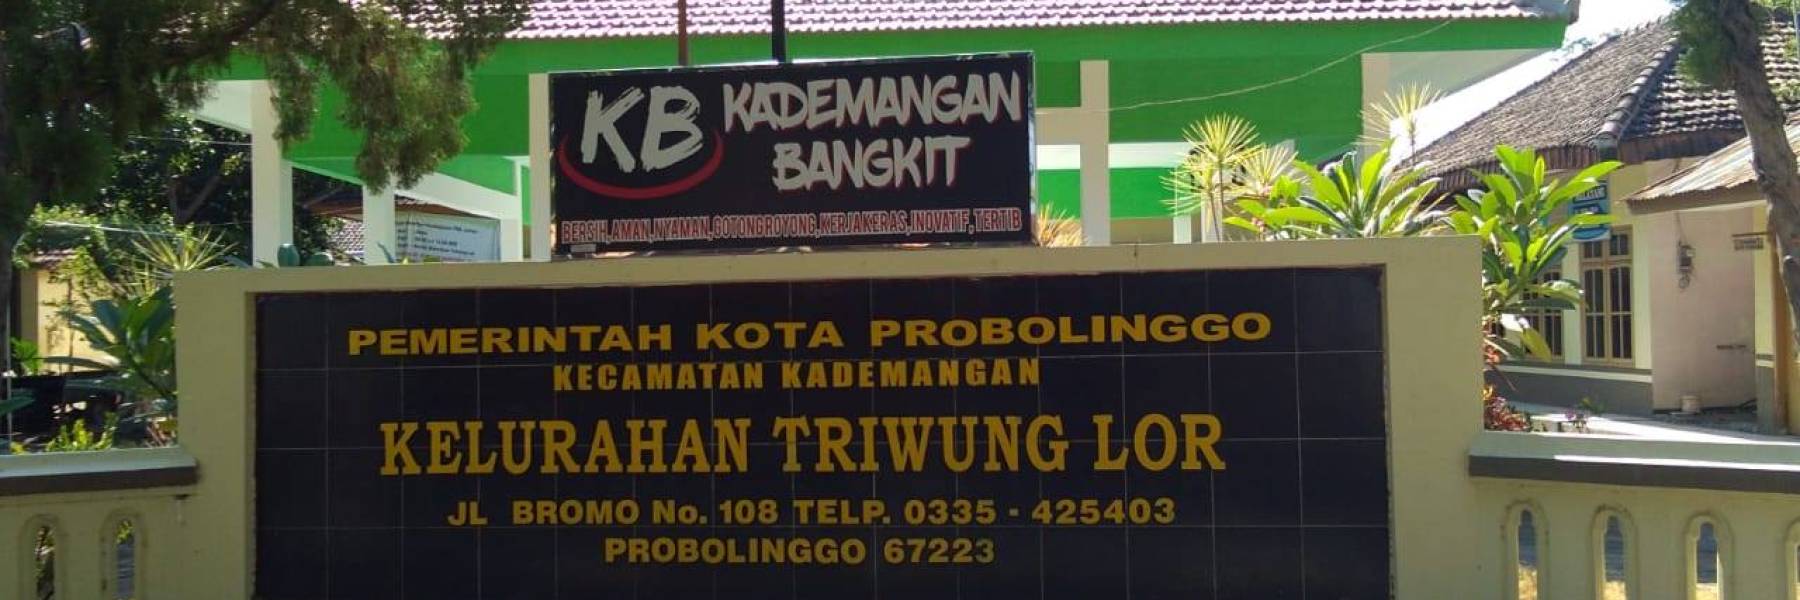 KB KADEMANGAN
BANGKIT
BERSIH,AMAN,NYAMAN,GOTONGROYONG,KERJAKERAS,INOVATIF,TERTIB
PEMERINTAH KOTA PROBOLINGGO
KECAMATAN KADEMANGAN
KELURAHAN TRIWUNG LOR
JL BROMO No. 108 TELP. 0335 - 425403
PROBOLINGGO 67223